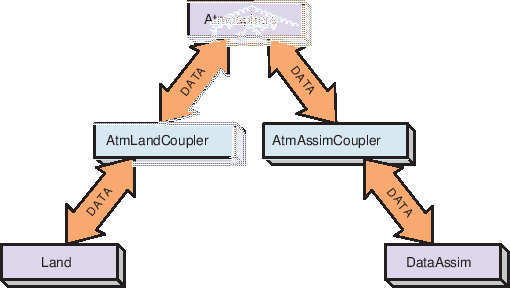 DATA
DATA
AtmLandCoupler
AtmAssimCoupler
DATA
DATA
Land
DataAssim